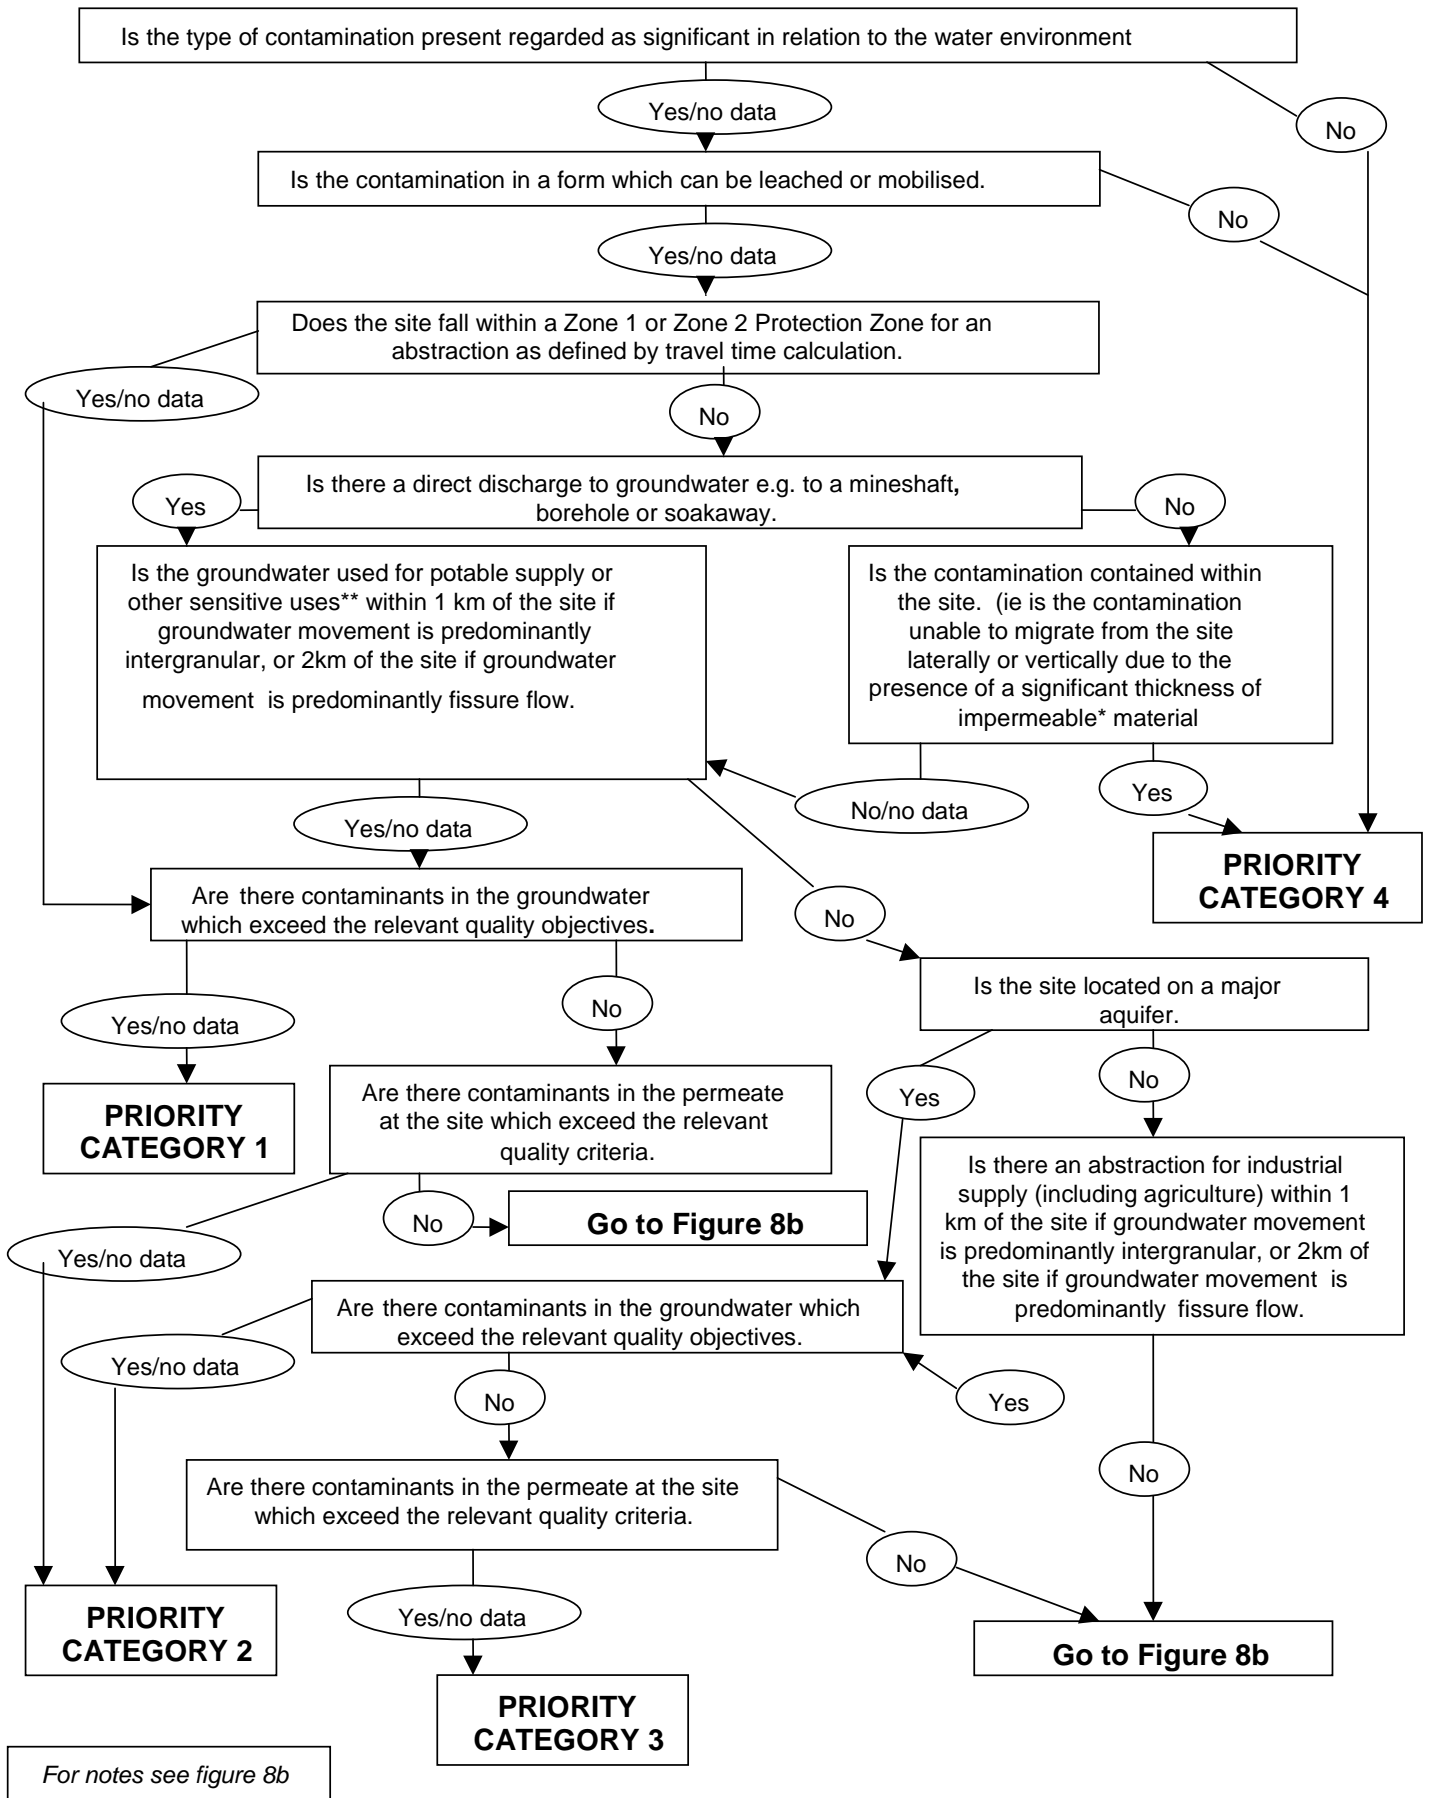 Is the type of contamination present regarded as significant in relation to the water environment
Yes/no data
No
Is the contamination in a form which can be leached or mobilised.
No
Yes/no data
Does the site fall within a Zone 1 or Zone 2 Protection Zone for an
abstraction as defined by travel time calculation.
Yes/no data
No
Is there a direct discharge to groundwater e.g. to a mineshaft,
borehole or soakaway.
Yes
No
Is the groundwater used for potable supply or
other sensitive uses** within 1 km of the site if
groundwater movement is predominantly
intergranular, or 2km of the site if groundwater
movement is predominantly fissure flow.
Is the contamination contained within
the site. (ie is the contamination
unable to migrate from the site
laterally or vertically due to the
presence of a significant thickness of
impermeable* material
Yes/no data
No/no data
Yes
PRIORITY
CATEGORY 4
Are there contaminants in the groundwater
which exceed the relevant quality objectives.
No
Is the site located on a major
aquifer.
Yes/no data
No
PRIORITY
CATEGORY 1
Are there contaminants in the permeate
at the site which exceed the relevant
quality criteria.
Yes
No
Is there an abstraction for industrial
supply (including agriculture) within 1
km of the site if groundwater movement
is predominantly intergranular, or 2km of
the site if groundwater movement is
predominantly fissure flow.
Yes/no data
No
Go to Figure 8b
Are there contaminants in the groundwater which
exceed the relevant quality objectives.
Yes/no data
No
Yes
Are there contaminants in the permeate at the site
which exceed the relevant quality criteria.
No
No
Yes/no data
PRIORITY
CATEGORY 2
Go to Figure 8b
PRIORITY
CATEGORY 3
For notes see figure 8b